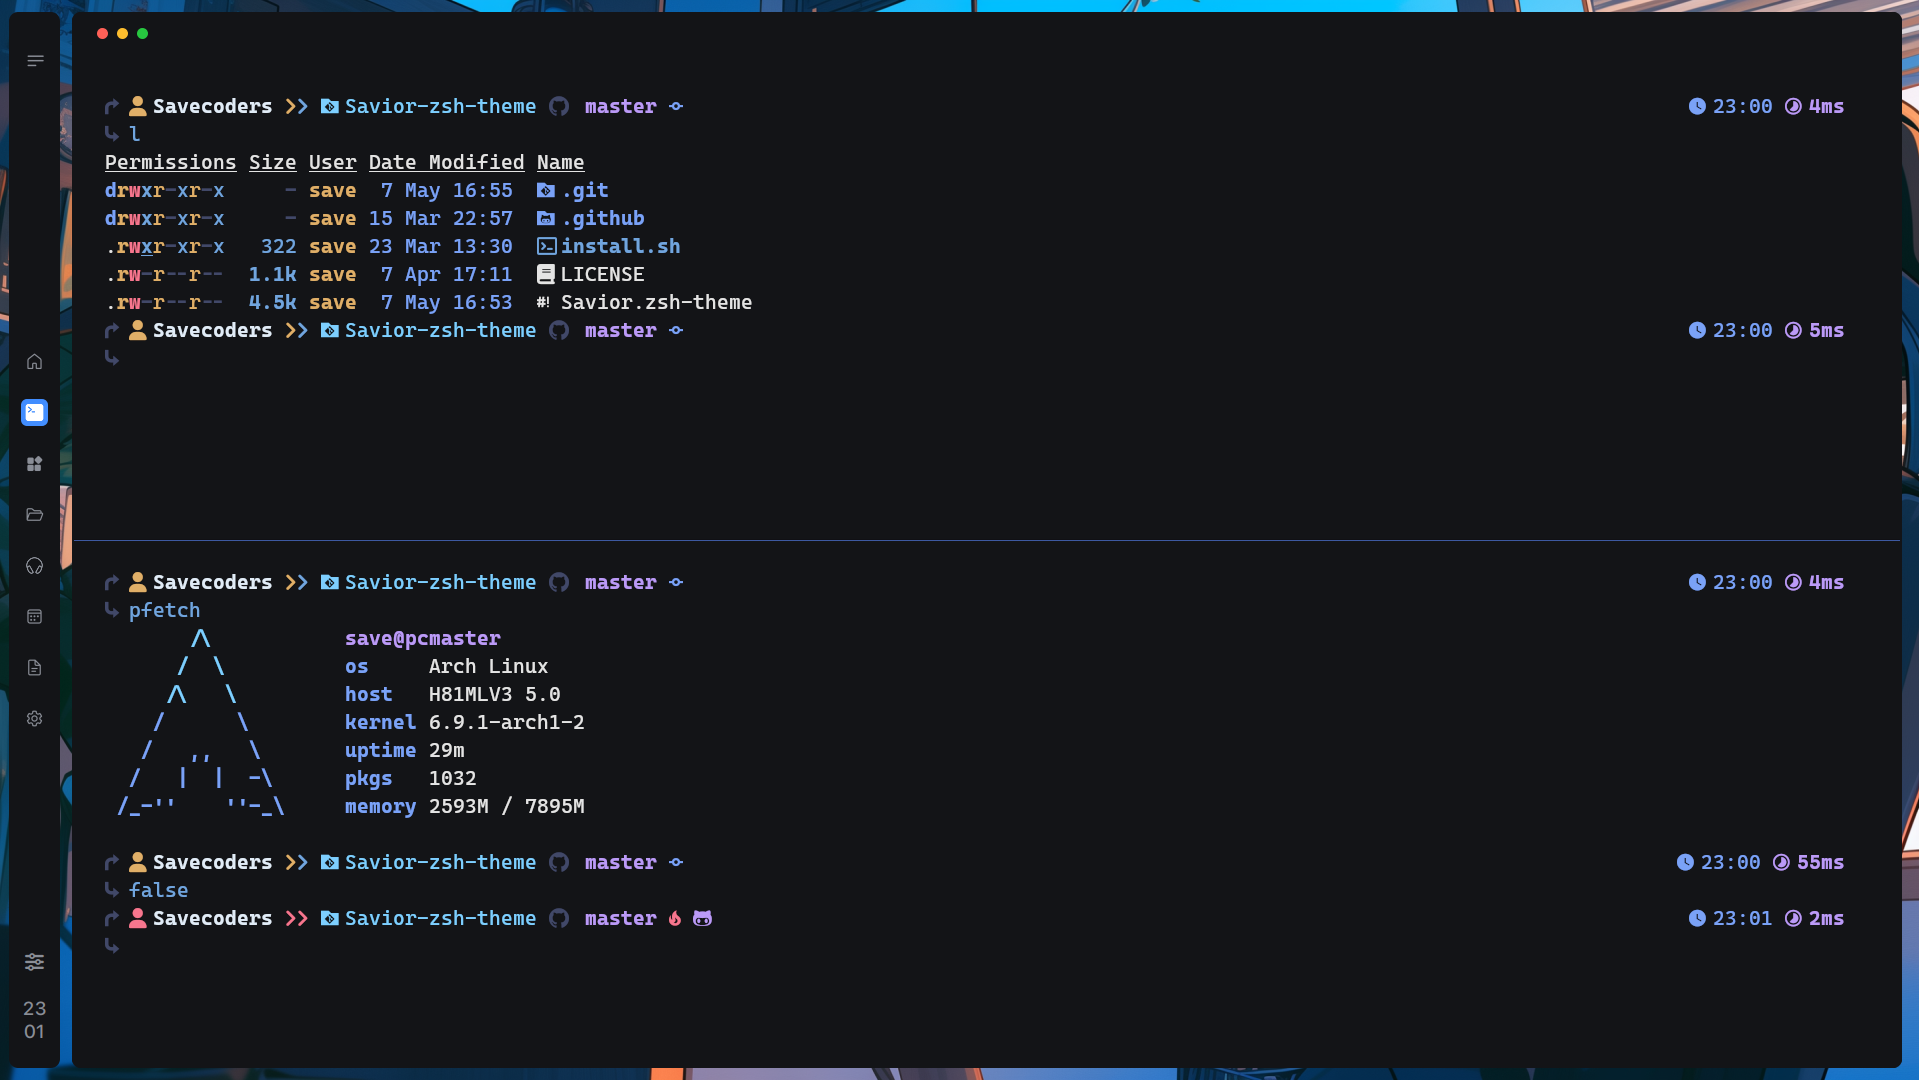 Savecoders Savior-zsh-theme master 23:00 4ms
l
Permissions Size User Date Modified Name
drwxr-xr-x - save 7 May 16:55 .git
drwxr-xr-x - save 15 Mar 22:57 .github
.rwxr-xr-x 322 save 23 Mar 13:30 install.sh
.rw-r--r-- 1.1k save 7 Apr 17:11 LICENSE
.rw-r--r-- 4.5k save 7 May 16:53 #! Savior.zsh-theme
Savecoders Savior-zsh-theme master 23:00 5ms
Savecoders Savior-zsh-theme master 23:00 4ms
pfetch
/\ save@pcmaster
/ \ os Arch Linux
/\ \ host H81MLV3 5.0
/ \ kernel 6.9.1-arch1-2
/ ,, \ uptime 29m
/ | | -\ pkgs 1032
/_-'' ''-_\ memory 2593M / 7895M
Savecoders Savior-zsh-theme master 23:00 55ms
false
Savecoders Savior-zsh-theme master 23:01 2ms
23
01